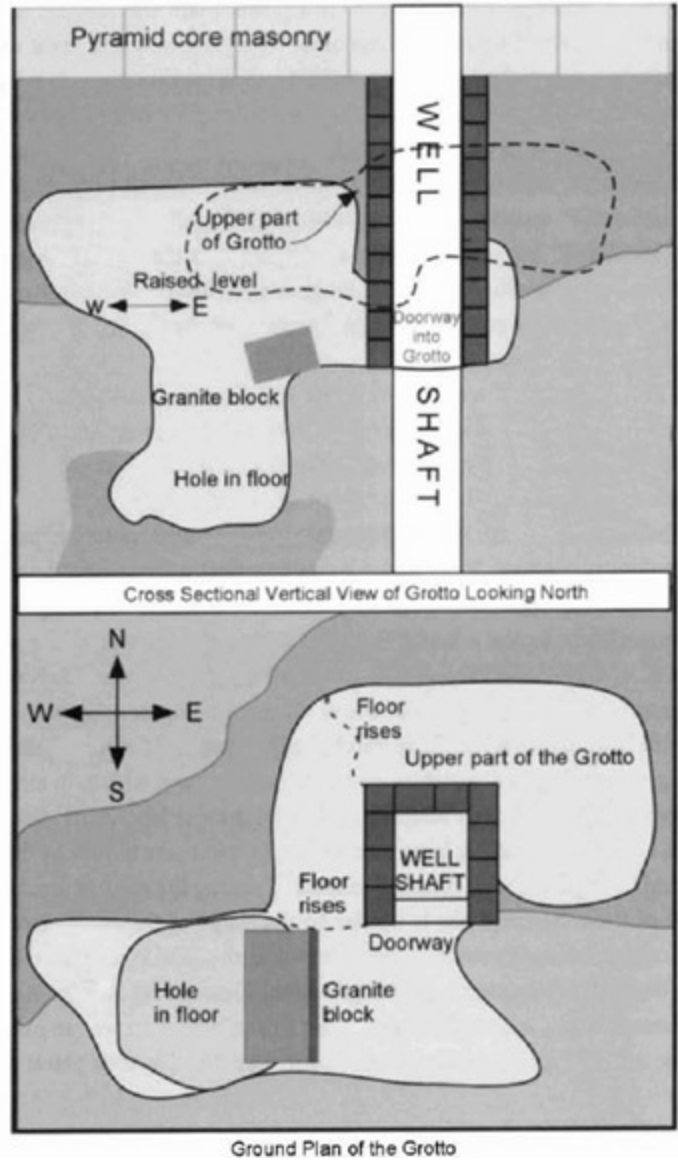 Pyramid core masonry
WELL
Upper part
of Grotto
Raised level
W E
Doorway
into
Grotto
Granite block
SHAFT
Hole in floor
Cross Sectional Vertical View of Grotto Looking North
N
W E
S
Floor
rises
Upper part of the Grotto
WELL
SHAFT
Floor
rises
Doorway
Hole
in floor
Granite
block
Ground Plan of the Grotto